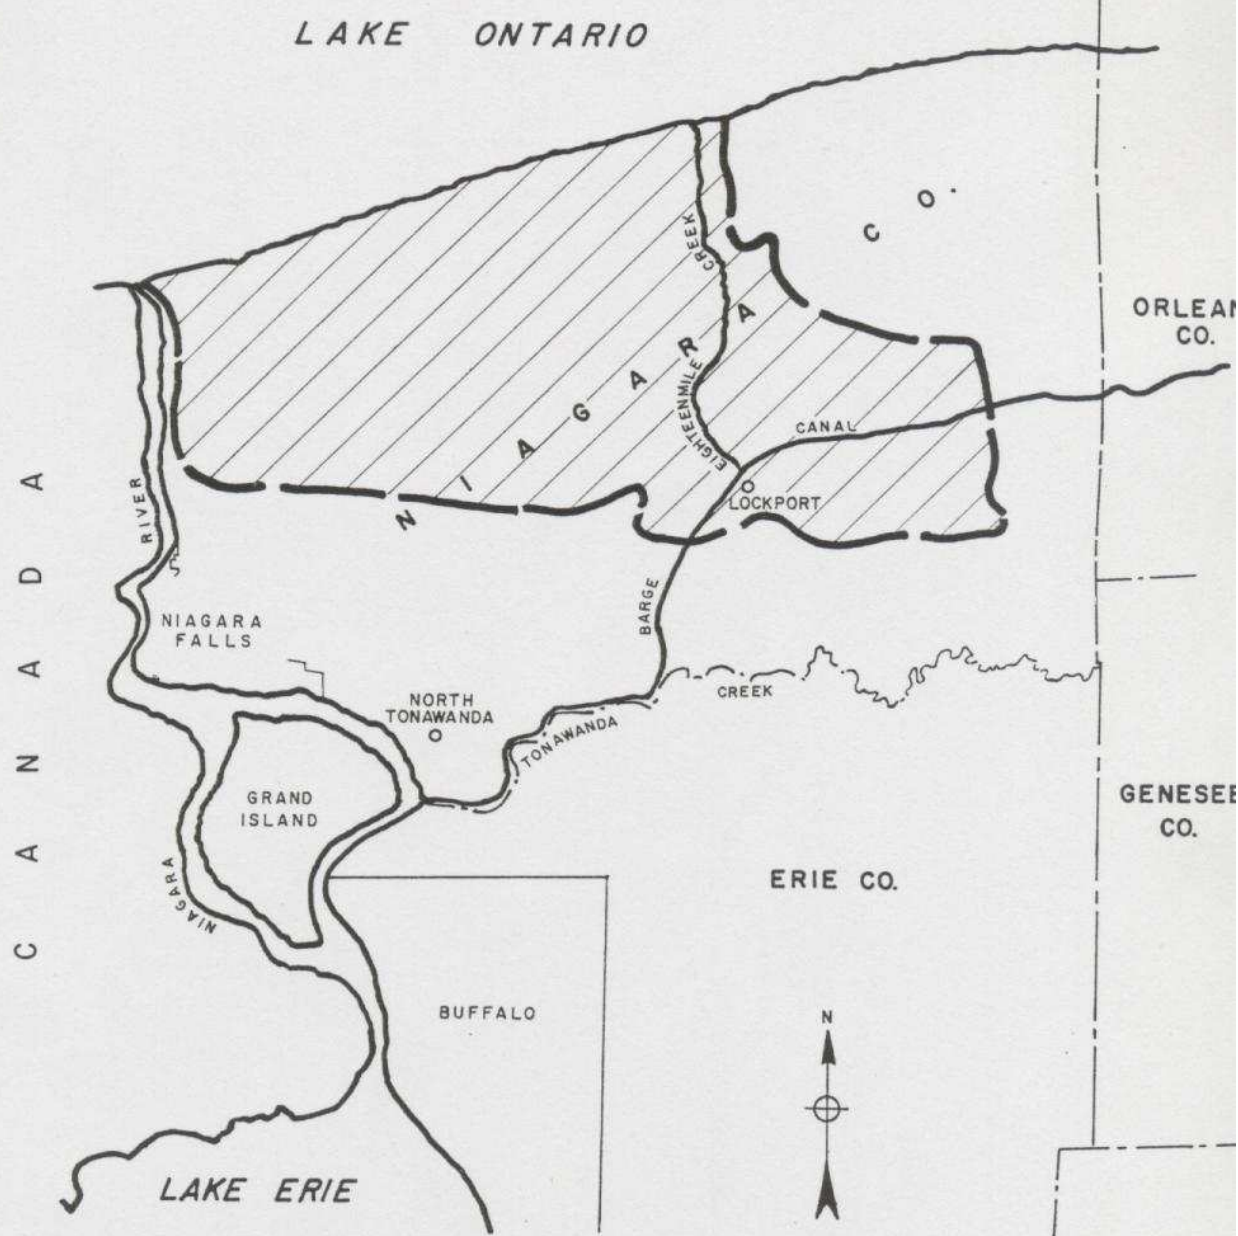 LAKE ONTARIO
NIAGARA CO.
CREEK
EIGHTEENMILE
ORLEAN
CO.
CANAL
LOCKPORT
CANADA
RIVER
BARGE
NIAGARA
FALLS
NORTH
TONAWANDA
CREEK
TONAWANDA
GRAND
ISLAND
GENESEE
CO.
NIAGARA
ERIE CO.
BUFFALO
N
LAKE ERIE